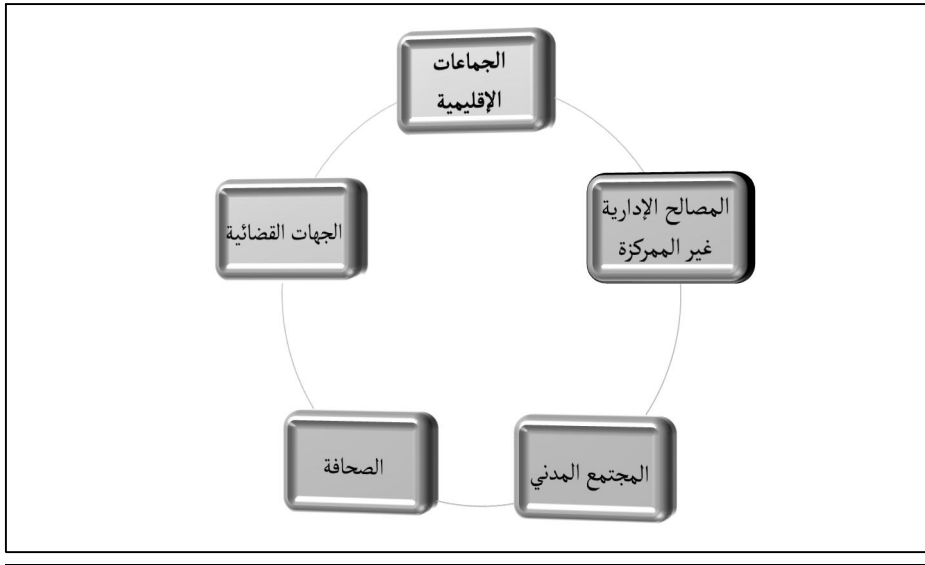 الجماعات
الإقليمية
المصالح الإدارية
غير الممركزة
الجهات القضائية
المجتمع المدني
الصحافة